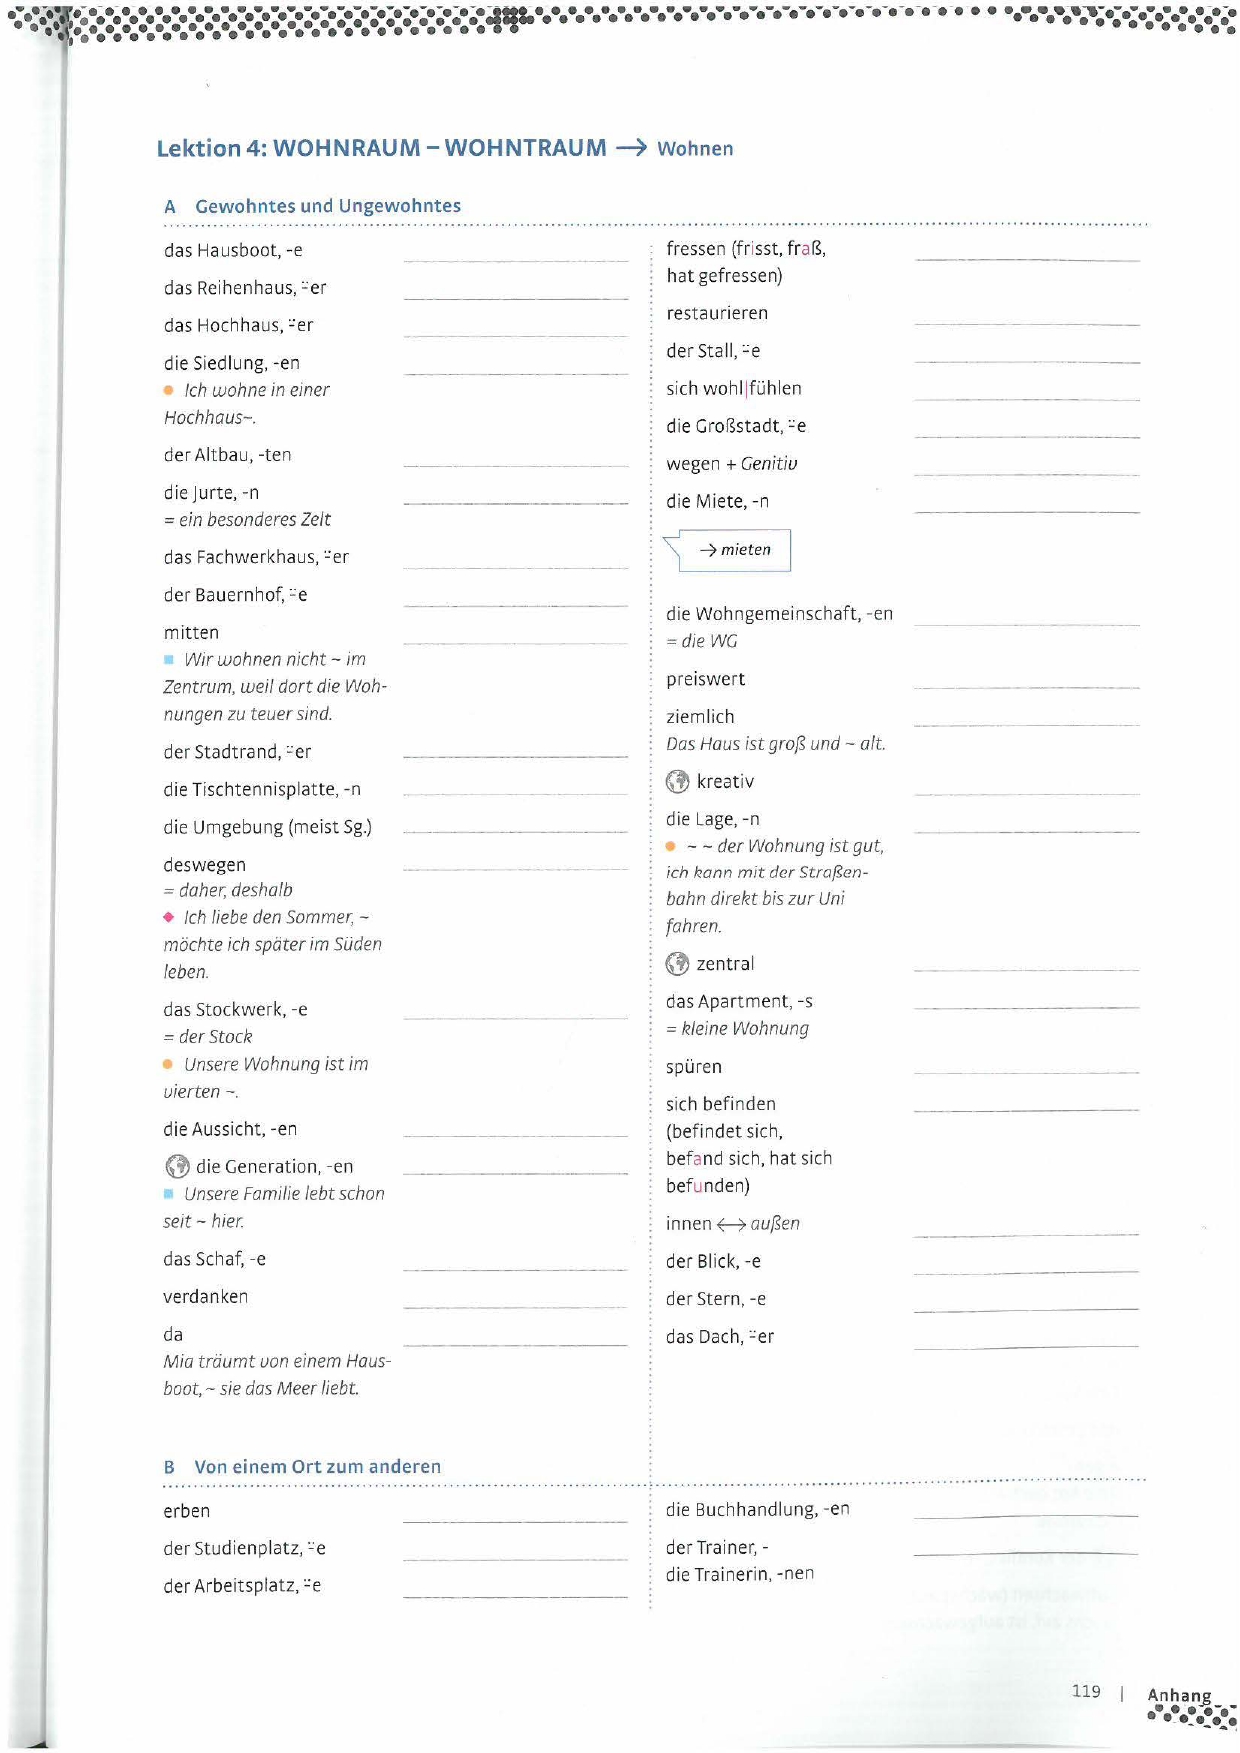 Lektion 4: WOHNRAUM – WOHNTRAUM → Wohnen
A Gewohntes und Ungewohntes
das Hausboot, -e
das Reihenhaus, ¨-er
das Hochhaus, ¨-er
die Siedlung, -en
Ich wohne in einer
Hochhaus~.
der Altbau, -ten
die Jurte, -n
= ein besonderes Zelt
das Fachwerkhaus, ¨-er
der Bauernhof, ¨-e
mitten
Wir wohnen nicht ~ im
Zentrum, weil dort die Woh-
nungen zu teuer sind.
der Stadtrand, ¨-er
die Tischtennisplatte, -n
die Umgebung (meist Sg.)
deswegen
= daher, deshalb
Ich liebe den Sommer, ~
möchte ich später im Süden
leben.
das Stockwerk, -e
= der Stock
Unsere Wohnung ist im
vierten ~.
die Aussicht, -en
die Generation, -en
Unsere Familie lebt schon
seit ~ hier.
das Schaf, -e
verdanken
da
Mia träumt von einem Haus-
boot, ~ sie das Meer liebt.
fressen (frisst, fraß,
hat gefressen)
restaurieren
der Stall, ¨-e
sich wohl|fühlen
die Großstadt, ¨-e
wegen + Genitiv
die Miete, -n
→ mieten
die Wohngemeinschaft, -en
= die WG
preiswert
ziemlich
Das Haus ist groß und ~ alt.
kreativ
die Lage, -n
~ ~ der Wohnung ist gut,
ich kann mit der Straßen-
bahn direkt bis zur Uni
fahren.
zentral
das Apartment, -s
= kleine Wohnung
spüren
sich befinden
(befindet sich,
befand sich, hat sich
befunden)
innen ↔ außen
der Blick, -e
der Stern, -e
das Dach, ¨-er
B Von einem Ort zum anderen
erben
der Studienplatz, ¨-e
der Arbeitsplatz, ¨-e
die Buchhandlung, -en
der Trainer, -
die Trainerin, -nen
119 | Anhang